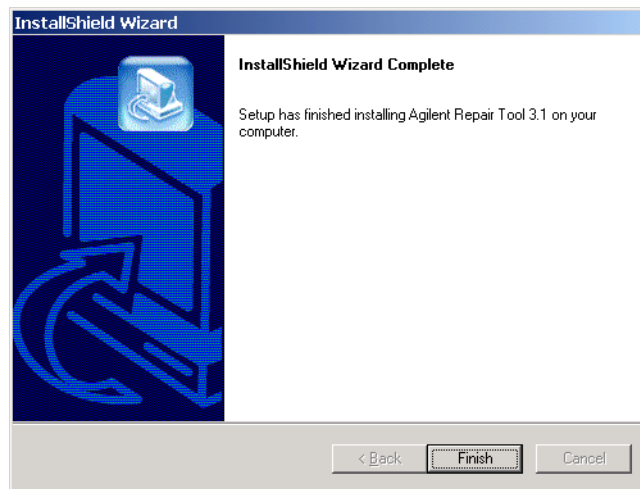 InstallShield Wizard
InstallShield Wizard Complete
Setup has finished installing Agilent Repair Tool 3.1 on your
computer.
< Back
Finish
Cancel